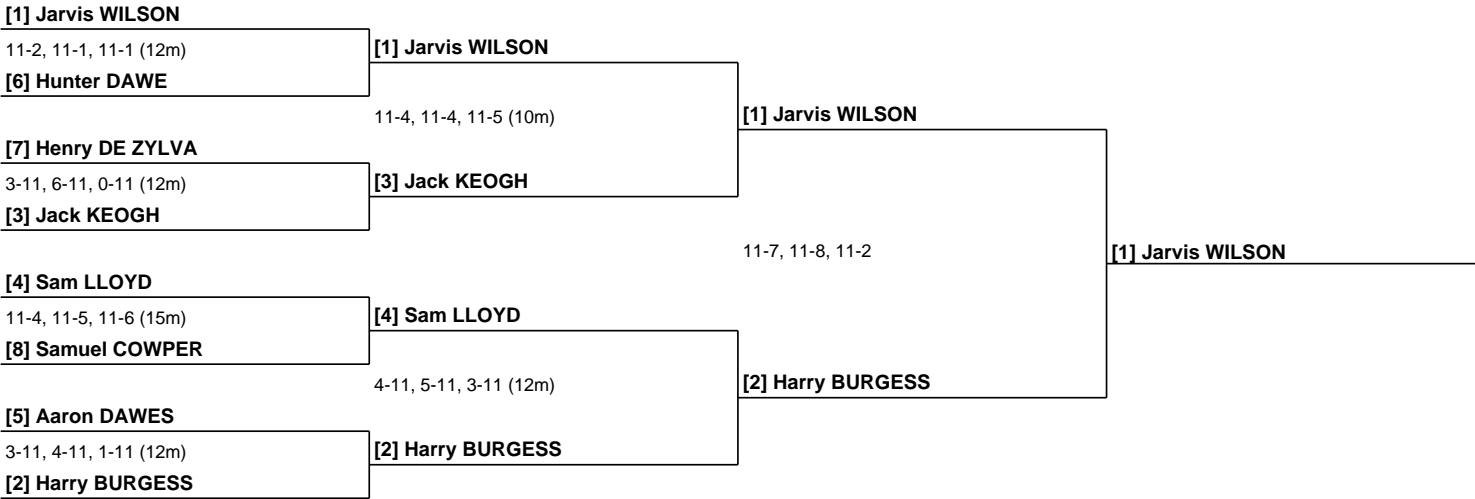 [1] Jarvis WILSON
11-2, 11-1, 11-1 (12m)
[1] Jarvis WILSON
[6] Hunter DAWE
11-4, 11-4, 11-5 (10m)
[1] Jarvis WILSON
[7] Henry DE ZYLVA
3-11, 6-11, 0-11 (12m)
[3] Jack KEOGH
[3] Jack KEOGH
11-7, 11-8, 11-2
[1] Jarvis WILSON
[4] Sam LLOYD
11-4, 11-5, 11-6 (15m)
[4] Sam LLOYD
[8] Samuel COWPER
4-11, 5-11, 3-11 (12m)
[2] Harry BURGESS
[5] Aaron DAWES
3-11, 4-11, 1-11 (12m)
[2] Harry BURGESS
[2] Harry BURGESS